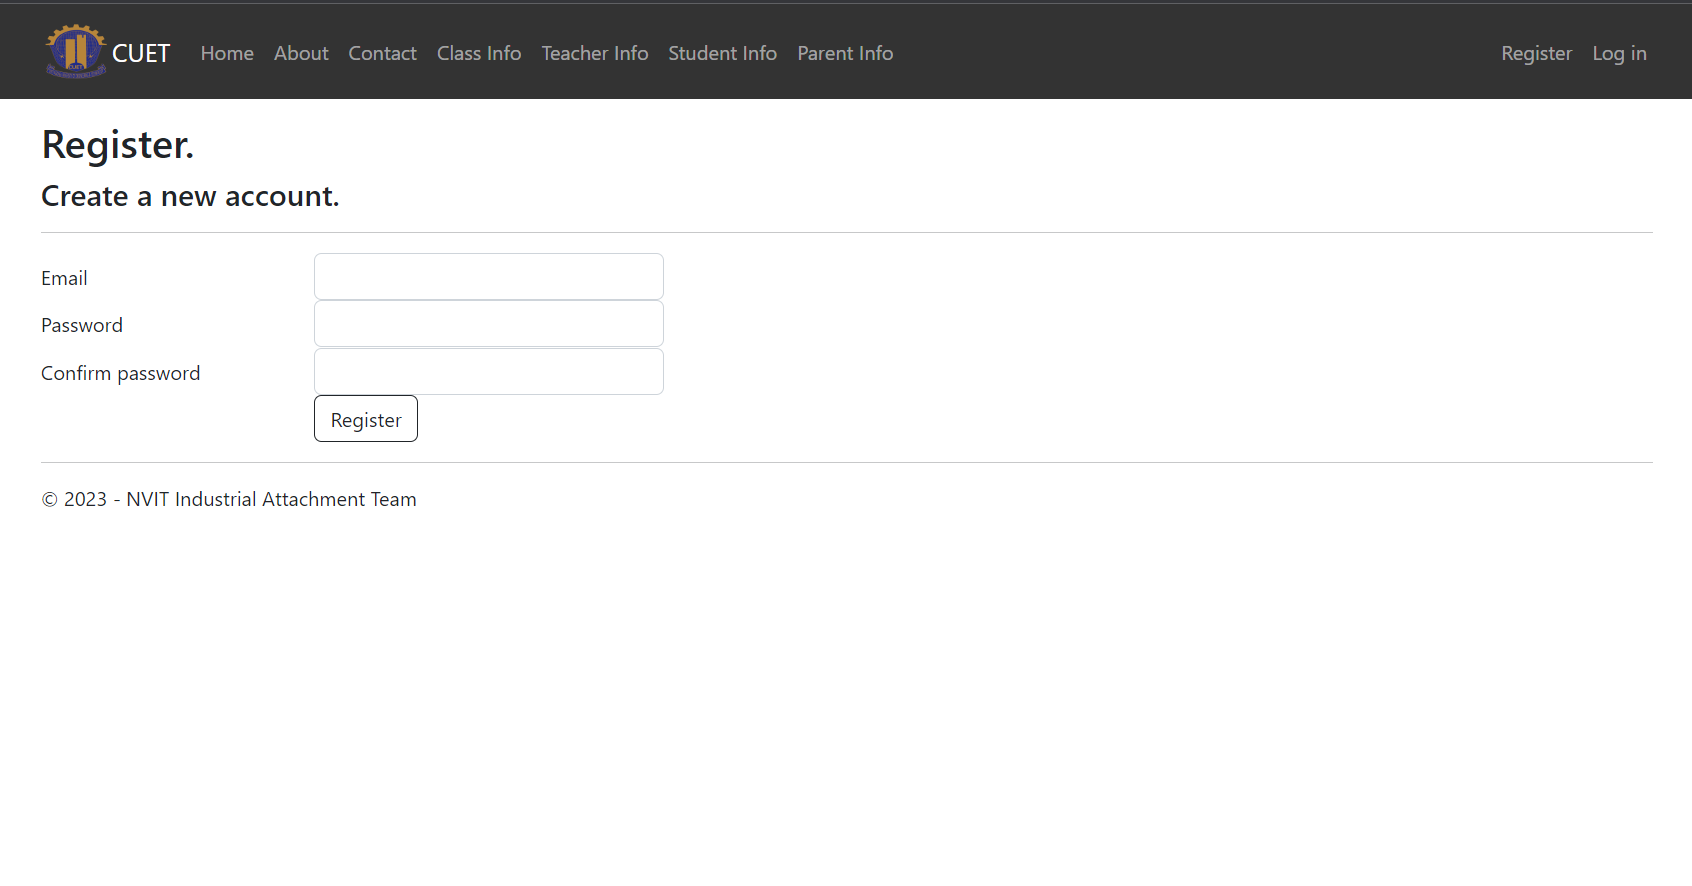 CUET Home About Contact Class Info Teacher Info Student Info Parent Info Register Log in
Register.
Create a new account.
Email
Password
Confirm password
Register
© 2023 - NVIT Industrial Attachment Team